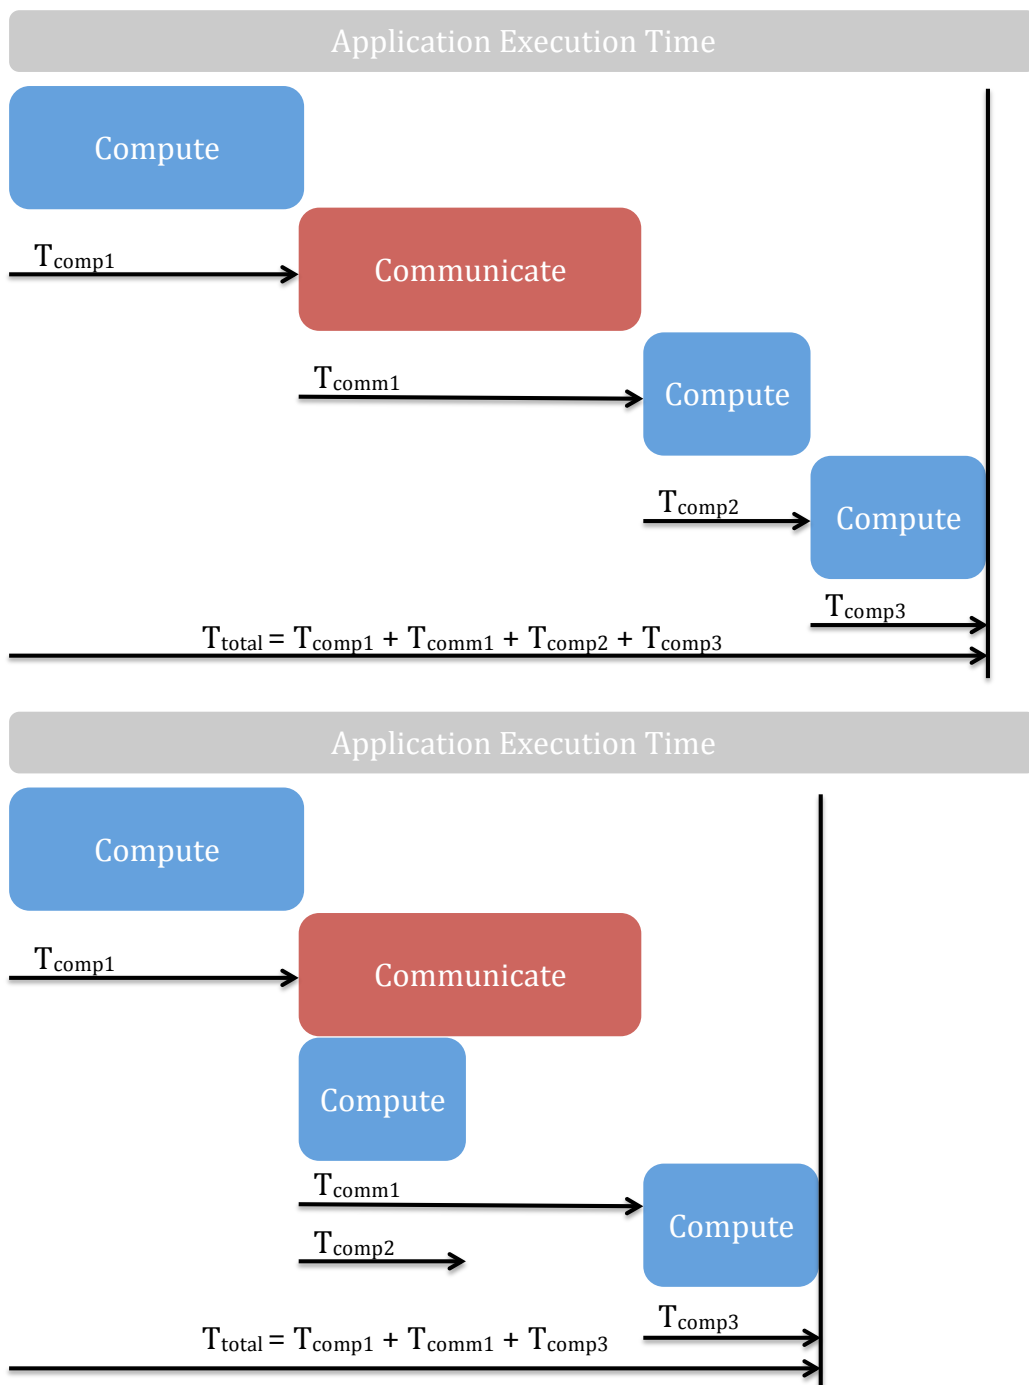 Application Execution Time
Compute
Tcomp1
Communicate
Tcomm1
Compute
Tcomp2
Compute
Tcomp3
Ttotal = Tcomp1 + Tcomm1 + Tcomp2 + Tcomp3
Application Execution Time
Compute
Tcomp1
Communicate
Compute
Tcomm1
Tcomp2
Compute
Tcomp3
Ttotal = Tcomp1 + Tcomm1 + Tcomp3